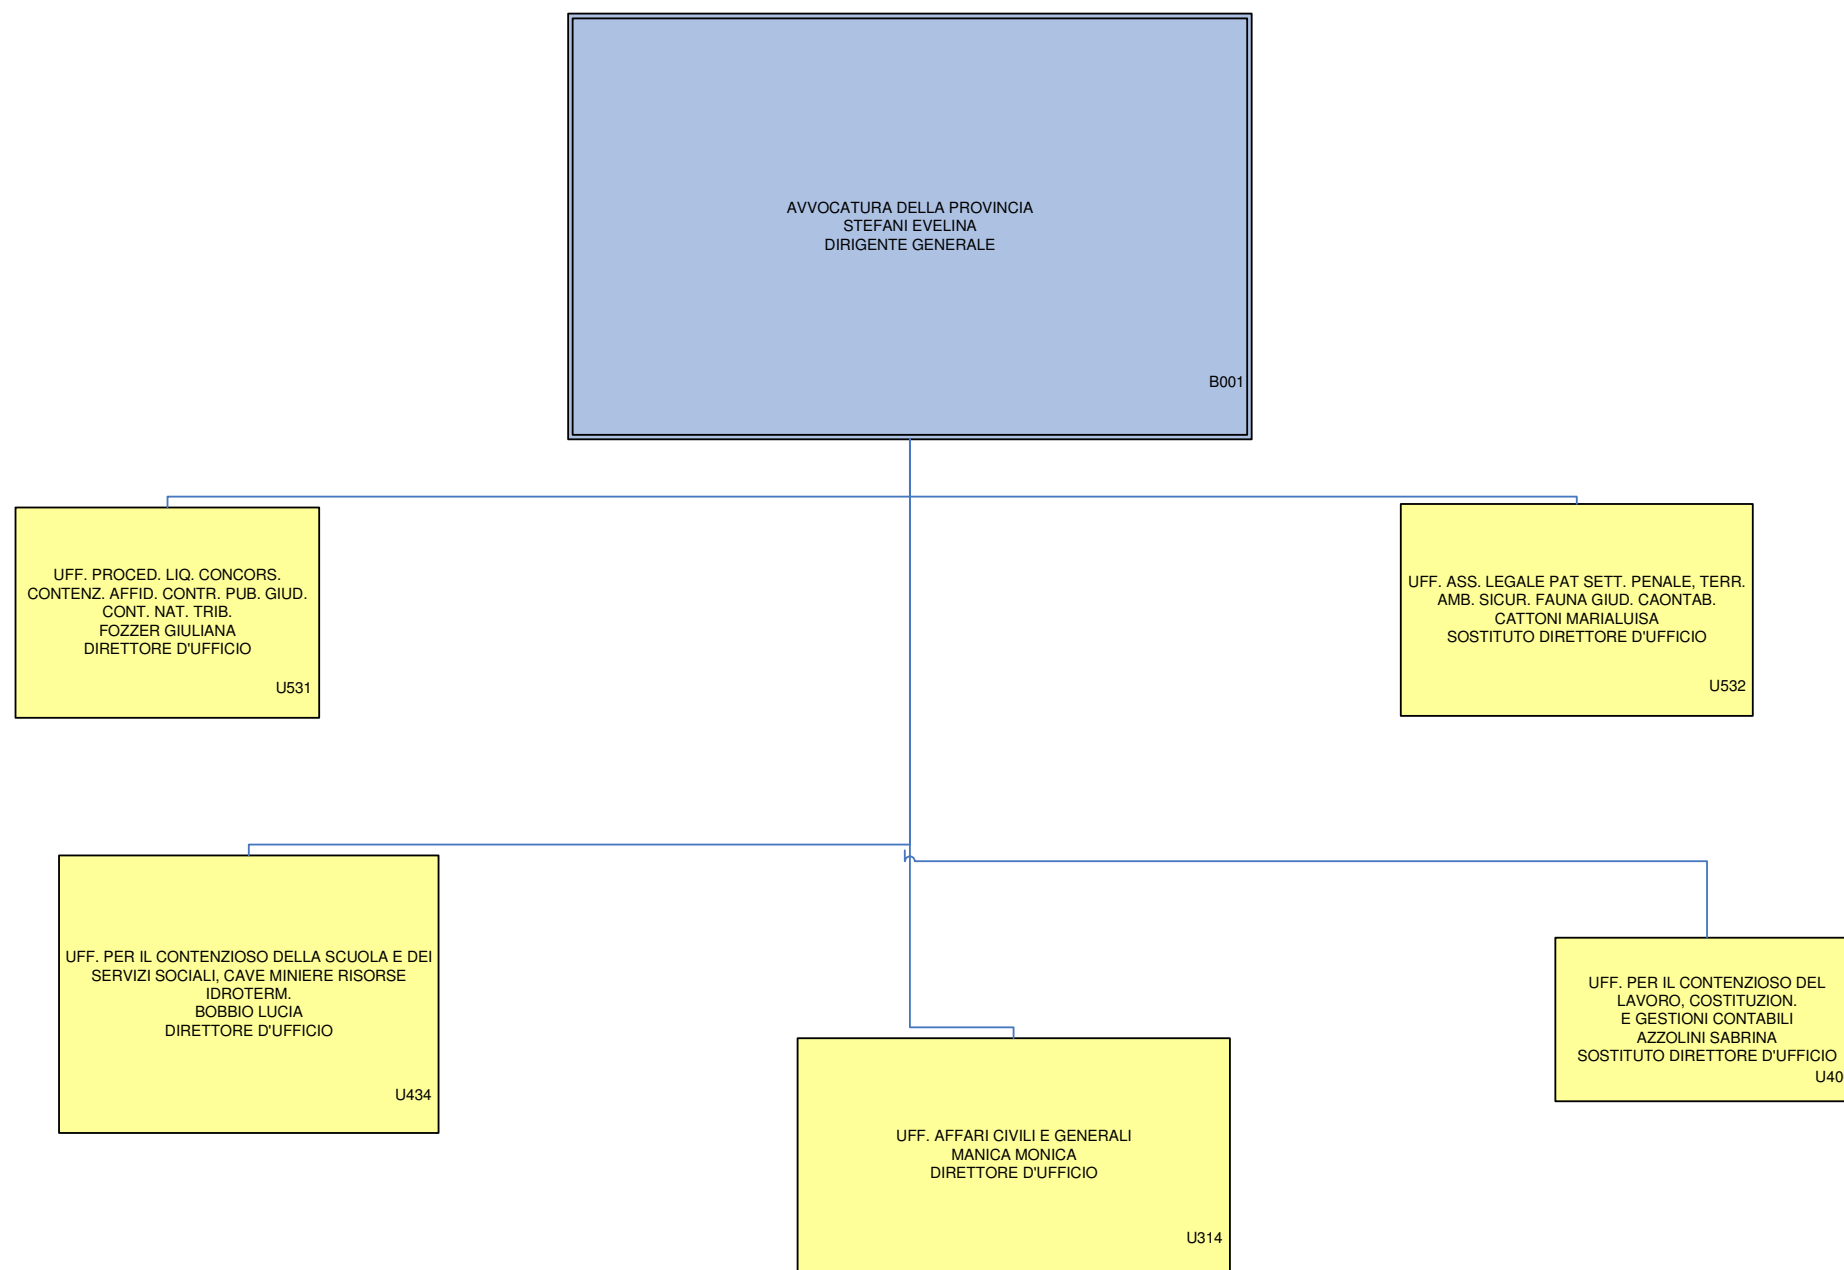 AVVOCATURA DELLA PROVINCIA
STEFANI EVELINA
DIRIGENTE GENERALE
B001
UFF. PROCED. LIQ. CONCORS.
CONTENZ. AFFID. CONTR. PUB. GIUD.
CONT. NAT. TRIB.
FOZZER GIULIANA
DIRETTORE D'UFFICIO
U531
UFF. ASS. LEGALE PAT SETT. PENALE, TERR.
AMB. SICUR. FAUNA GIUD. CAONTAB.
CATTONI MARIALUISA
SOSTITUTO DIRETTORE D'UFFICIO
U532
UFF. PER IL CONTENZIOSO DELLA SCUOLA E DEI
SERVIZI SOCIALI, CAVE MINIERE RISORSE
IDROTERM.
BOBBIO LUCIA
DIRETTORE D'UFFICIO
U434
UFF. AFFARI CIVILI E GENERALI
MANICA MONICA
DIRETTORE D'UFFICIO
U314
UFF. PER IL CONTENZIOSO DEL
LAVORO, COSTITUZION.
E GESTIONI CONTABILI
AZZOLINI SABRINA
SOSTITUTO DIRETTORE D'UFFICIO